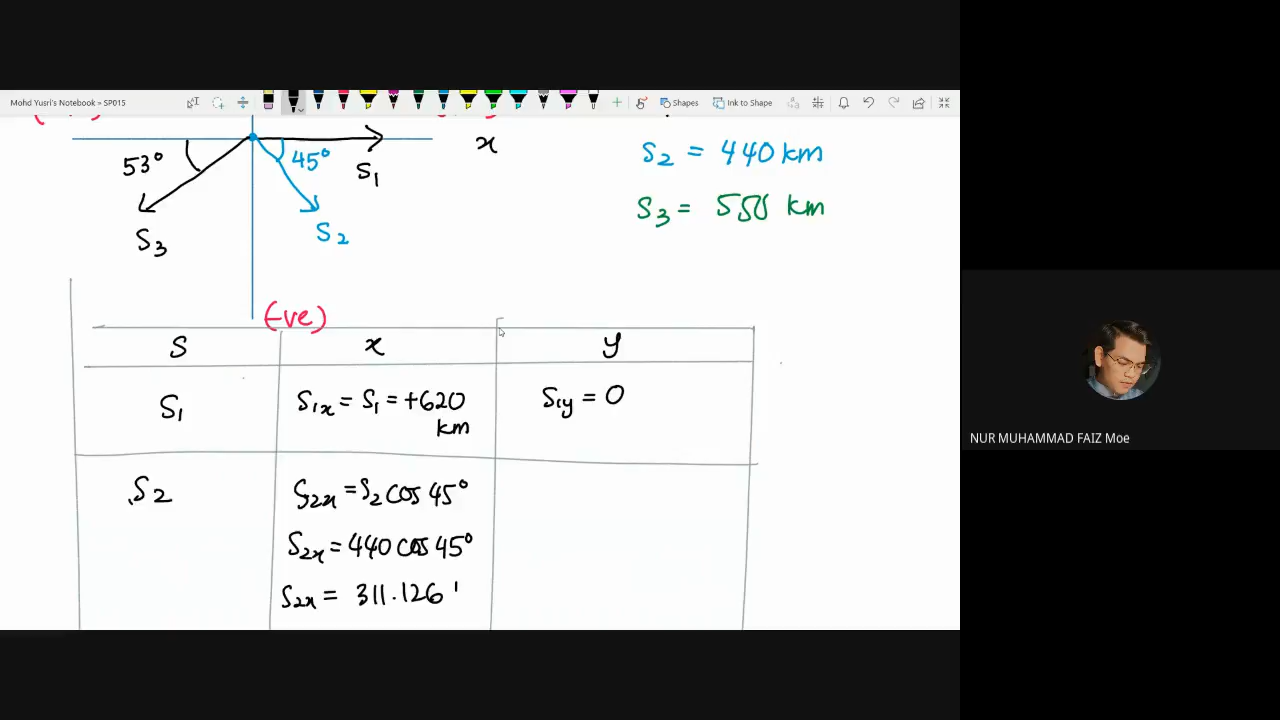 Mohd Yusri's Notebook » SP015
Shapes
Ink to Shape
53°
45°
S1
x
S2 = 440 km
S3
S2
S3 = 550 km
(-ve)
S
x
y
S1
S1x = S1 = +620
km
S1y = 0
S2
S2x = S2 cos 45°
S2x = 440 cos 45°
S2x = 311.126
NUR MUHAMMAD FAIZ Moe